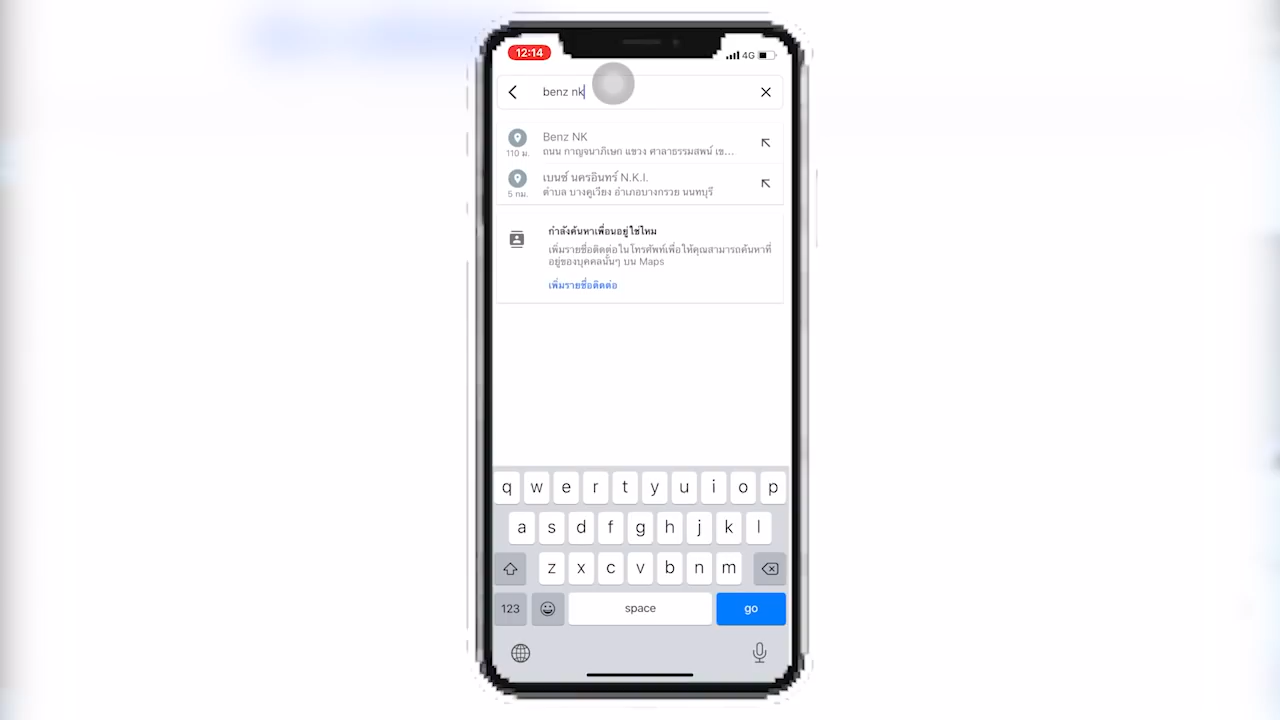 12:14
4G
benz nk
Benz NK
110 ม.
ถนน กาญจนาภิเษก แขวง ศาลาธรรมสพน์ เข...
เบนซ์ นครอินทร์ N.K.I.
5 กม.
ตำบล บางคูเวียง อำเภอบางกรวย นนทบุรี
กำลังค้นหาเพื่อนอยู่ใช่ไหม
เพิ่มรายชื่อติดต่อในโทรศัพท์เพื่อให้คุณสามารถค้นหาที่
อยู่ของบุคคลนั้นๆ บน Maps
เพิ่มรายชื่อติดต่อ
q w e r t y u i o p
a s d f g h j k l
z x c v b n m
123 space go